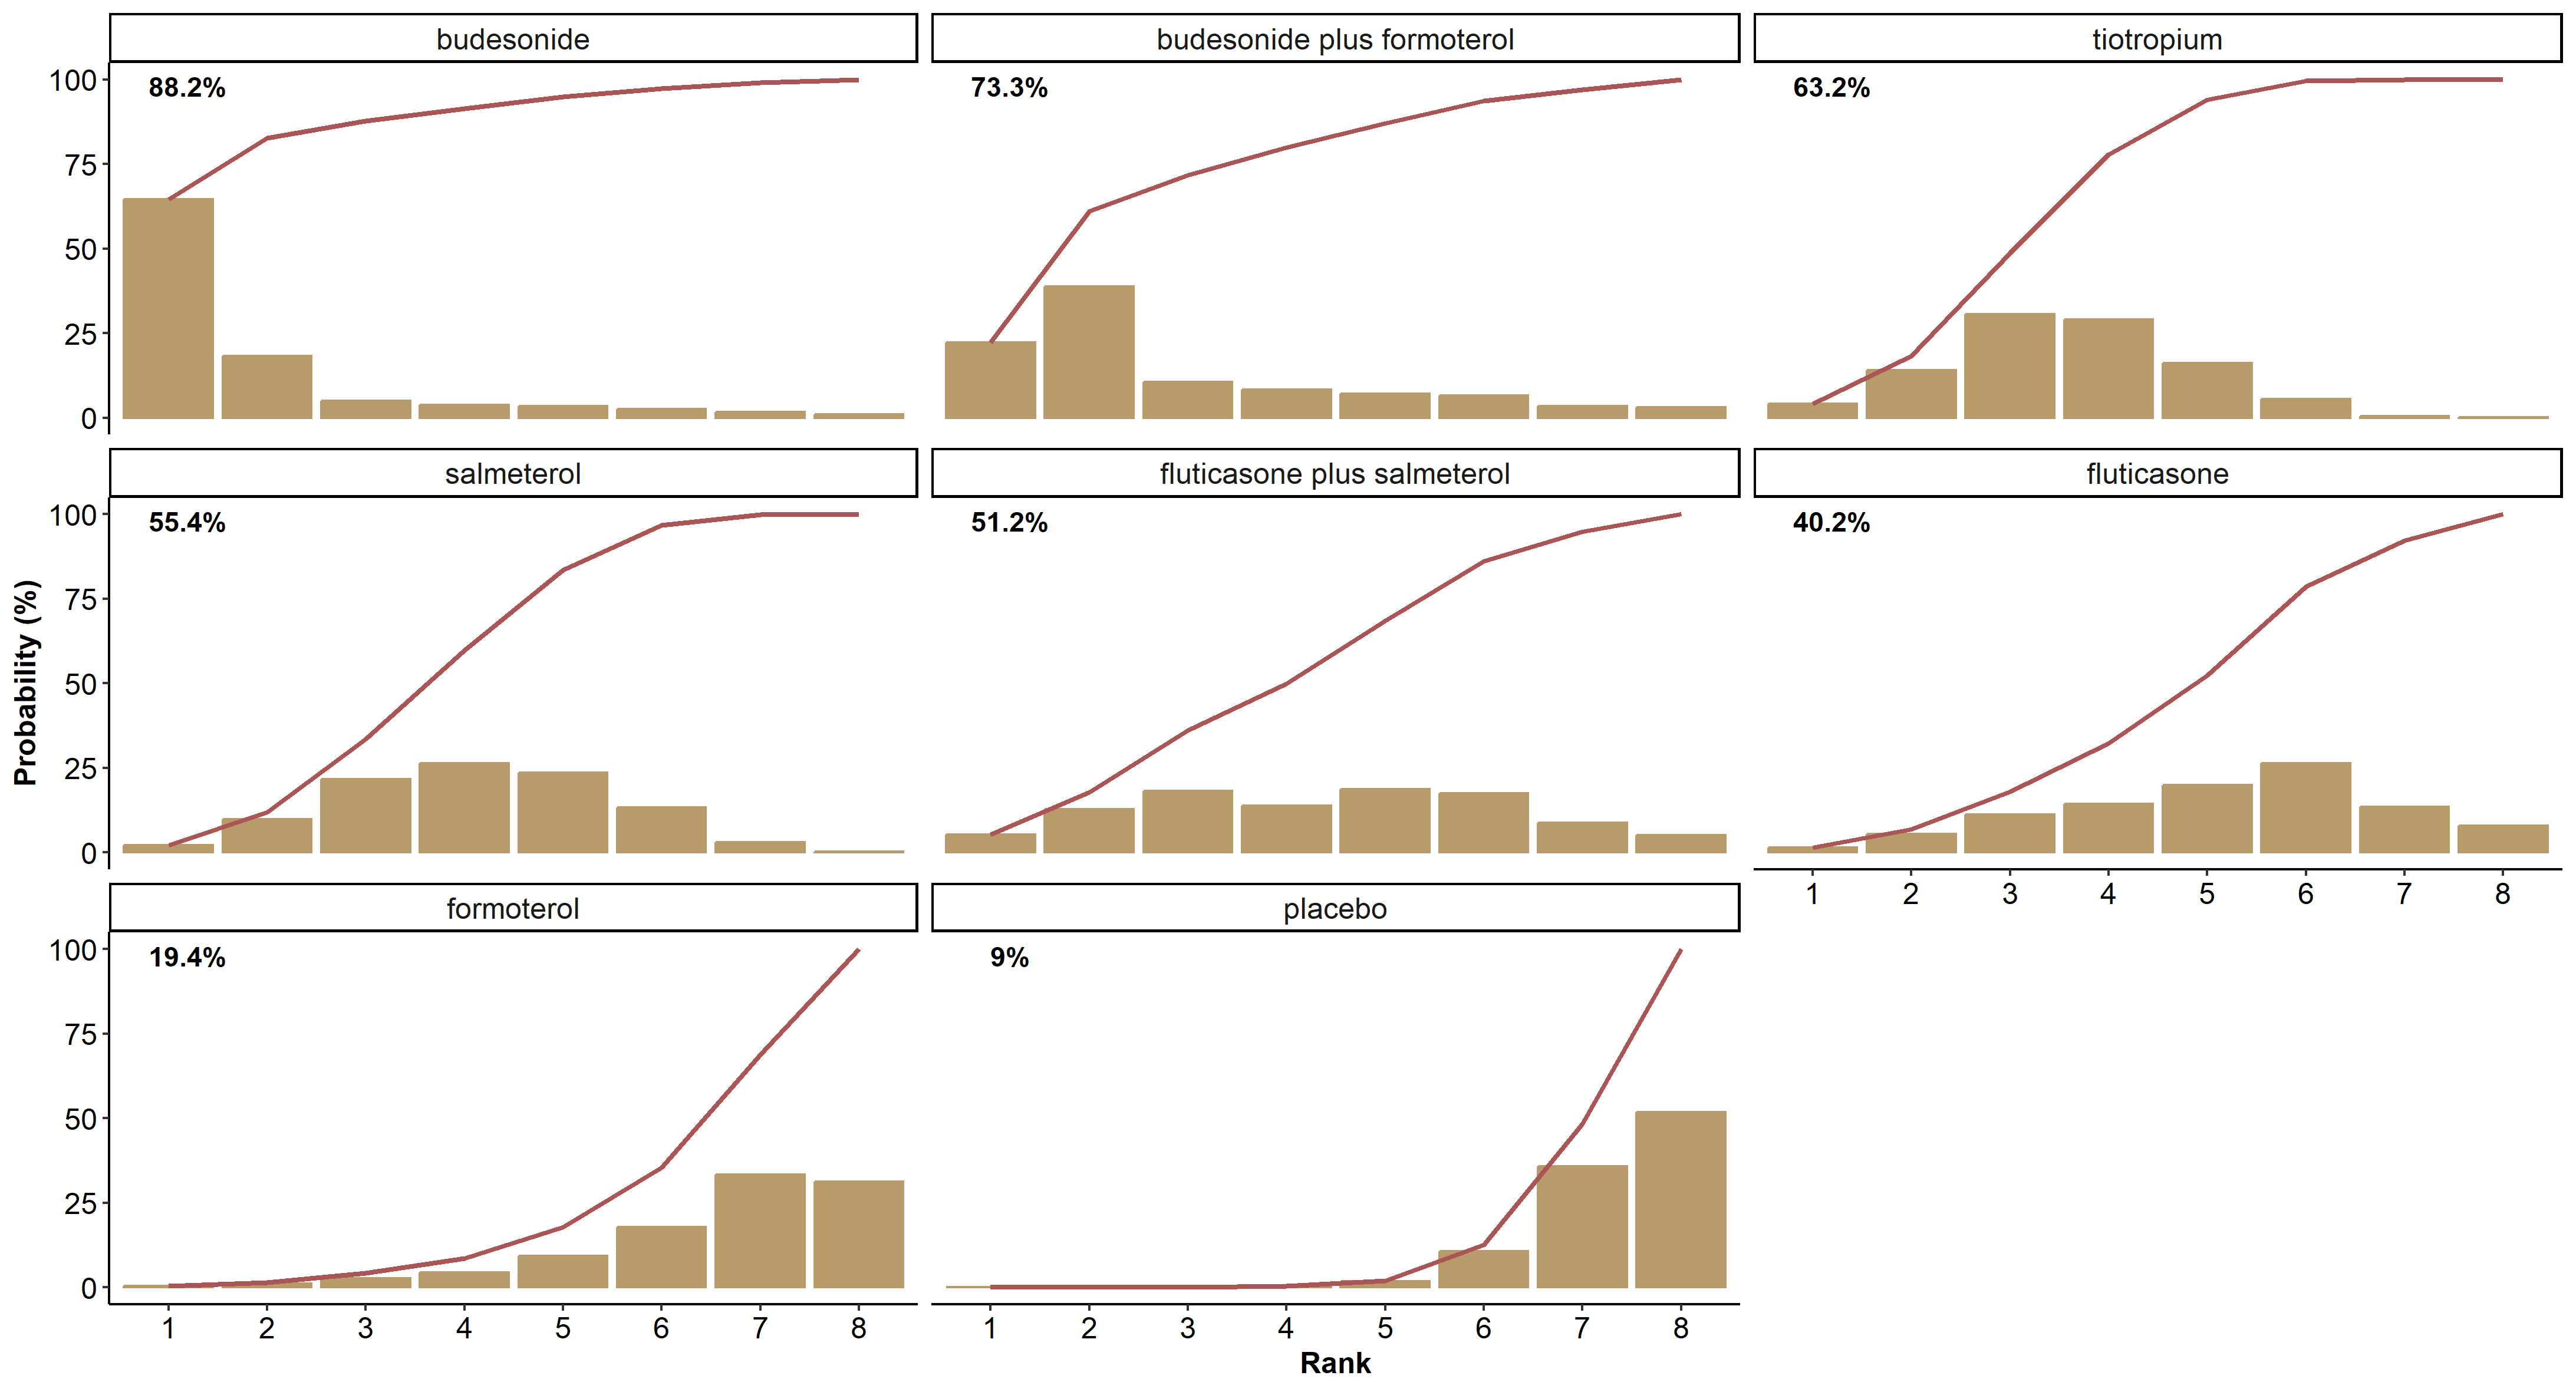 budesonide
budesonide plus formoterol
tiotropium
100
75
50
25
0
88.2%
73.3%
63.2%
salmeterol
fluticasone plus salmeterol
fluticasone
100
75
50
25
0
55.4%
51.2%
40.2%
1 2 3 4 5 6 7 8
Probability (%)
formoterol
placebo
100
75
50
25
0
19.4%
9%
1 2 3 4 5 6 7 8
1 2 3 4 5 6 7 8
Rank